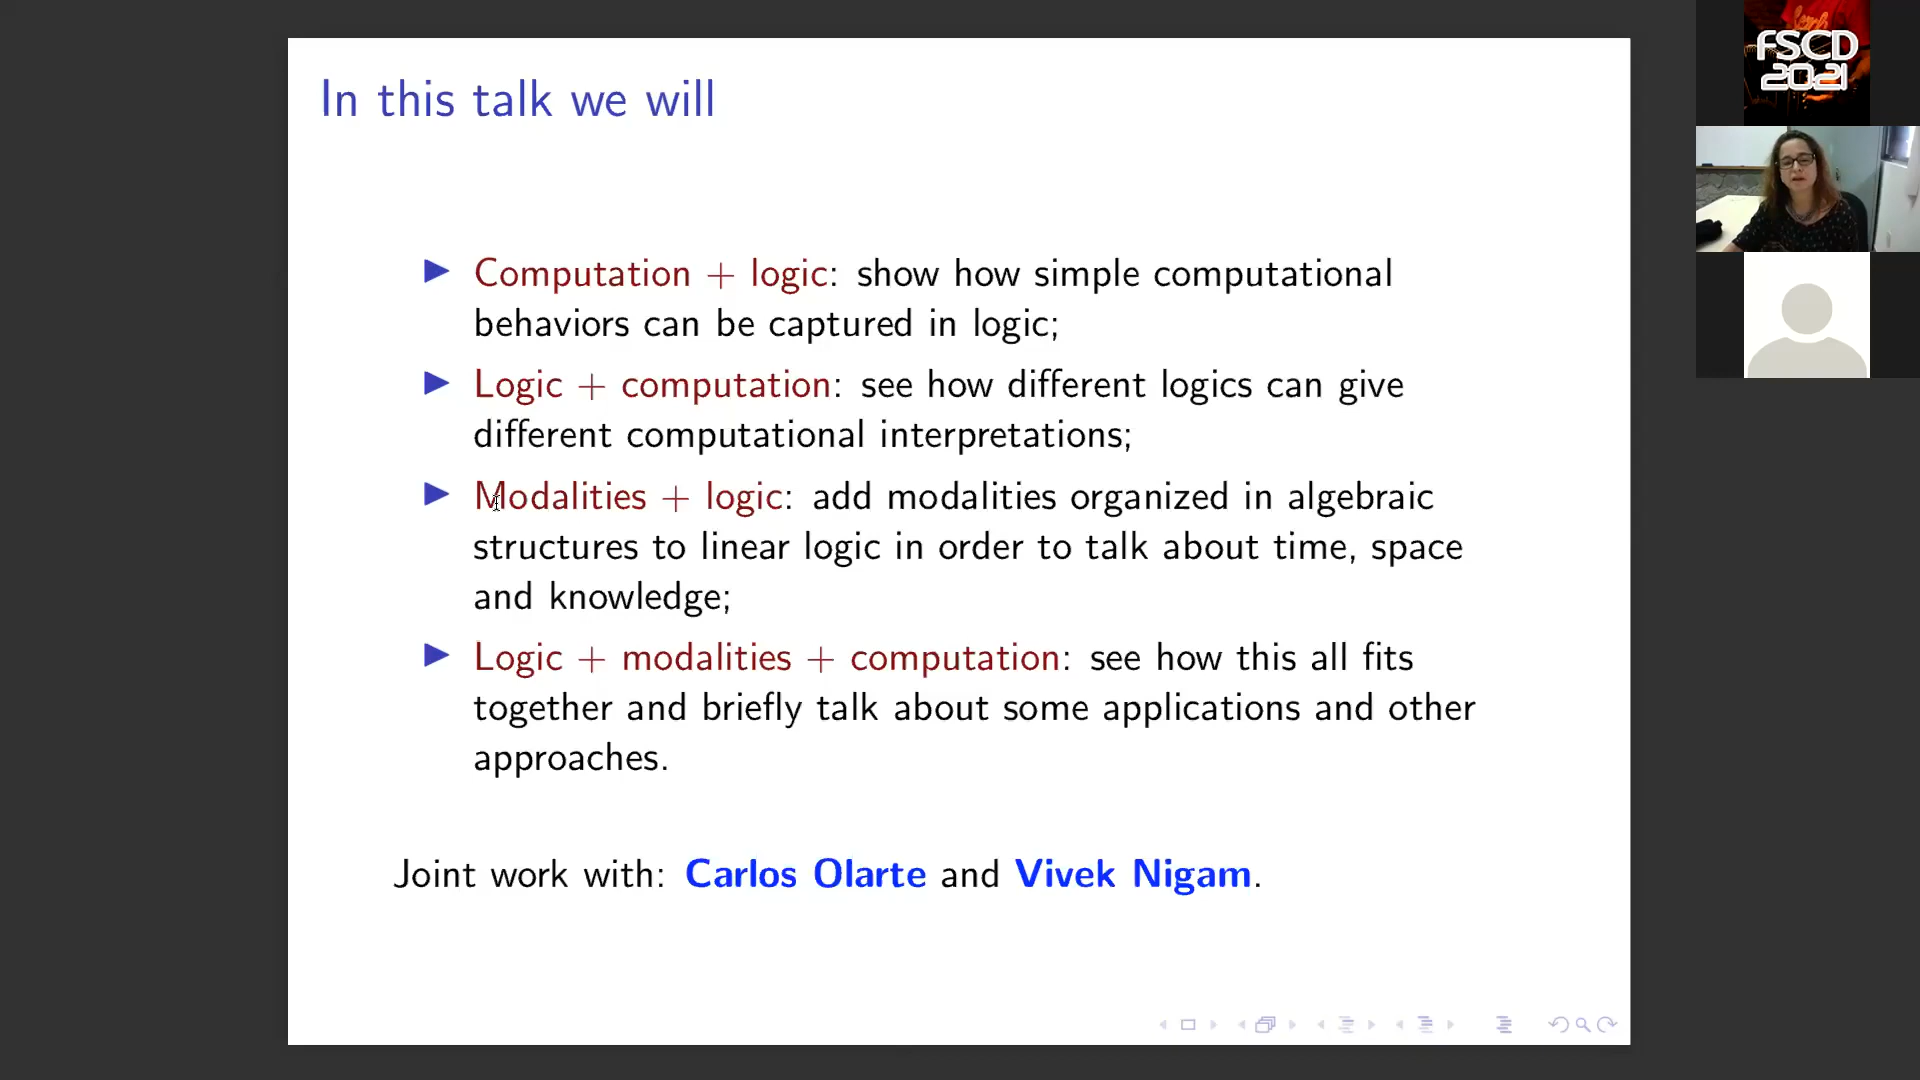 In this talk we will
Computation + logic: show how simple computational
behaviors can be captured in logic;
Logic + computation: see how different logics can give
different computational interpretations;
Modalities + logic: add modalities organized in algebraic
structures to linear logic in order to talk about time, space
and knowledge;
Logic + modalities + computation: see how this all fits
together and briefly talk about some applications and other
approaches.
Joint work with: Carlos Olarte and Vivek Nigam.
FSCD
2021